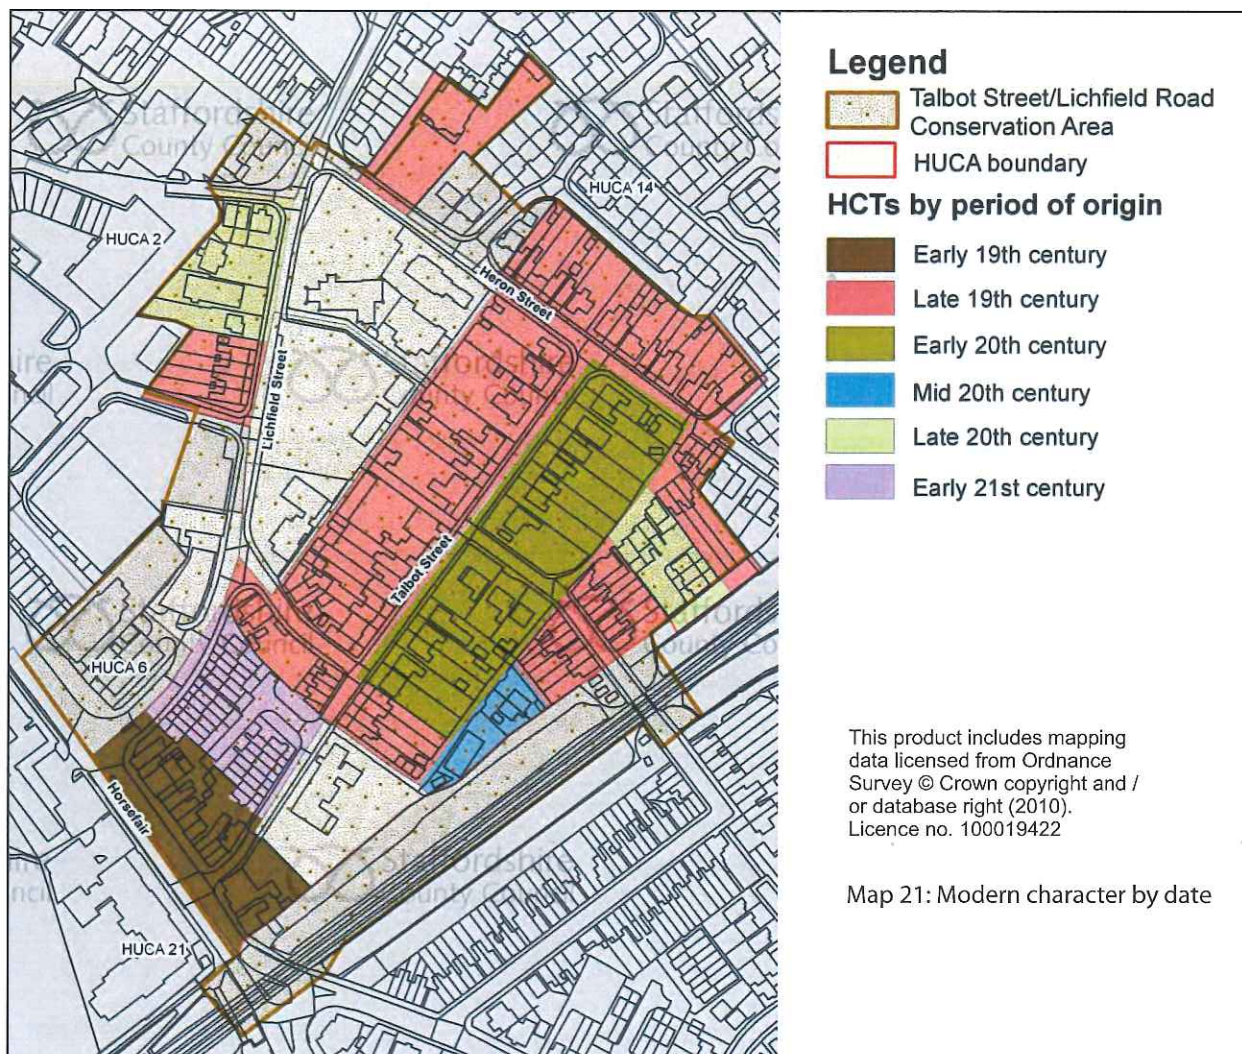 Legend
Talbot Street/Lichfield Road
Conservation Area
HUCA boundary
HCTs by period of origin
Early 19th century
Late 19th century
Early 20th century
Mid 20th century
Late 20th century
Early 21st century
This product includes mapping
data licensed from Ordnance
Survey © Crown copyright and /
or database right (2010).
Licence no. 100019422
Map 21: Modern character by date
HUCA 14
HUCA 2
Heron Street
Lichfield Street
Talbot Street
HUCA 6
Horsefair
HUCA 21
Staffordshire
County Council